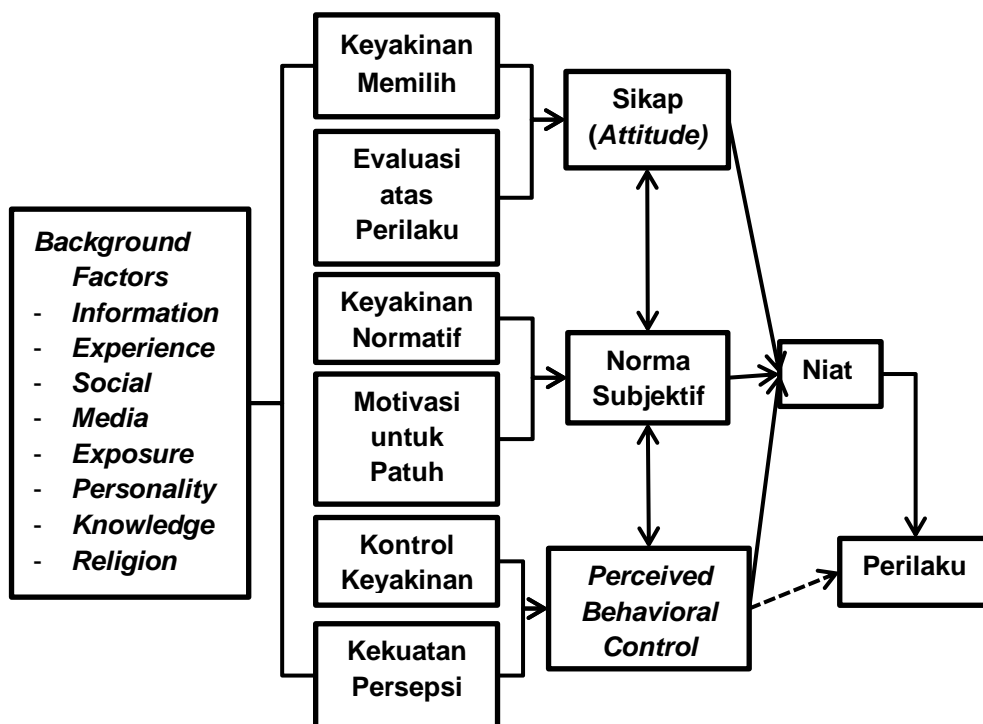 Background
Factors
- Information
- Experience
- Social
- Media
- Exposure
- Personality
- Knowledge
- Religion
Keyakinan
Memilih
Evaluasi
atas
Perilaku
Keyakinan
Normatif
Motivasi
untuk
Patuh
Kontrol
Keyakinan
Kekuatan
Persepsi
Sikap
(Attitude)
Norma
Subjektif
Perceived
Behavioral
Control
Niat
Perilaku